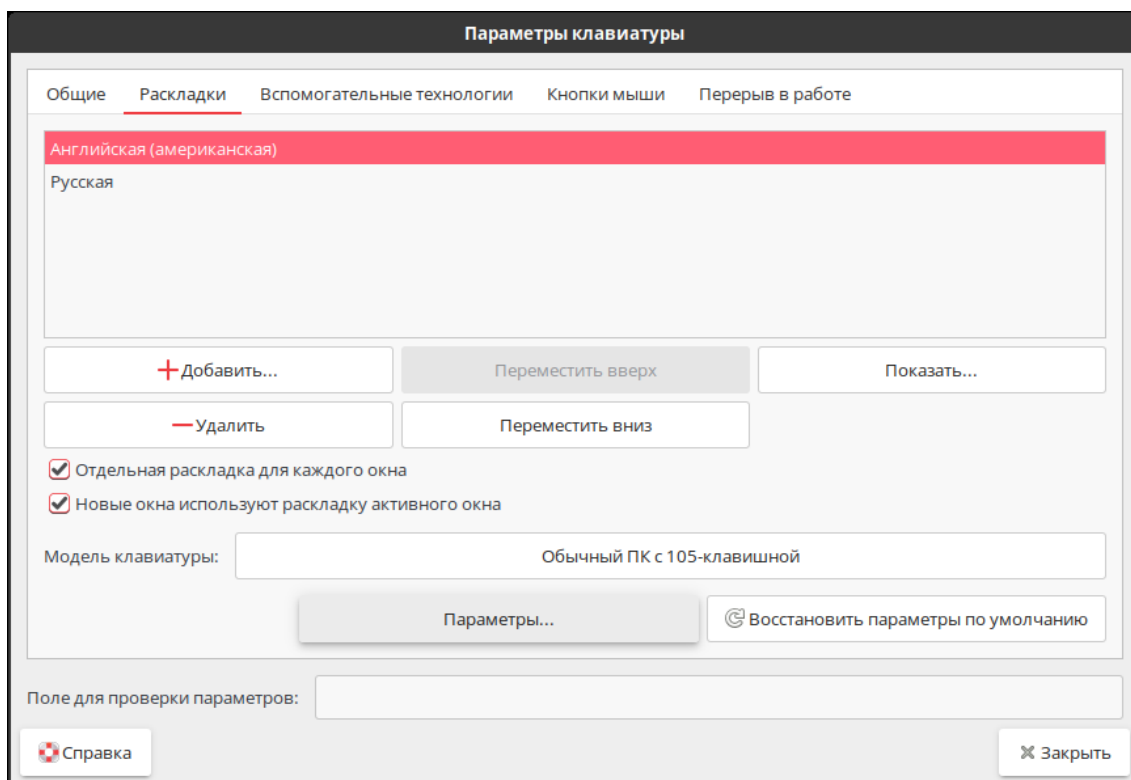 Параметры клавиатуры
Общие Раскладки Вспомогательные технологии Кнопки мыши Перерыв в работе
Английская (американская)
Русская
Добавить... Переместить вверх Показать...
Удалить Переместить вниз
Отдельная раскладка для каждого окна
Новые окна используют раскладку активного окна
Модель клавиатуры: Обычный ПК с 105-клавишной
Параметры... Восстановить параметры по умолчанию
Поле для проверки параметров:
Справка Закрыть